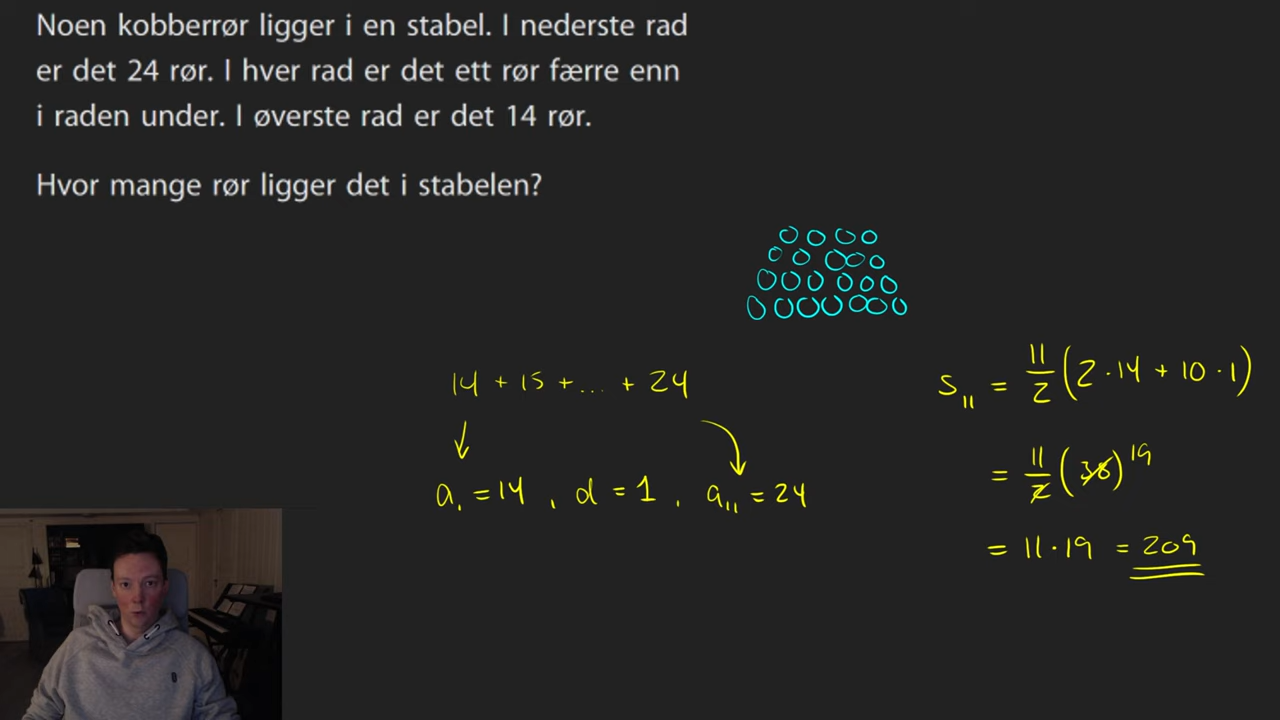 Noen kobberrør ligger i en stabel. I nederste rad
er det 24 rør. I hver rad er det ett rør færre enn
i raden under. I øverste rad er det 14 rør.
Hvor mange rør ligger det i stabelen?
14 + 15 + ... + 24
a₁ = 14 , d = 1 , a₁₁ = 24
S₁₁ = 11/2 (2 · 14 + 10 · 1)
= 11/2 (38) 19
= 11 · 19 = 209